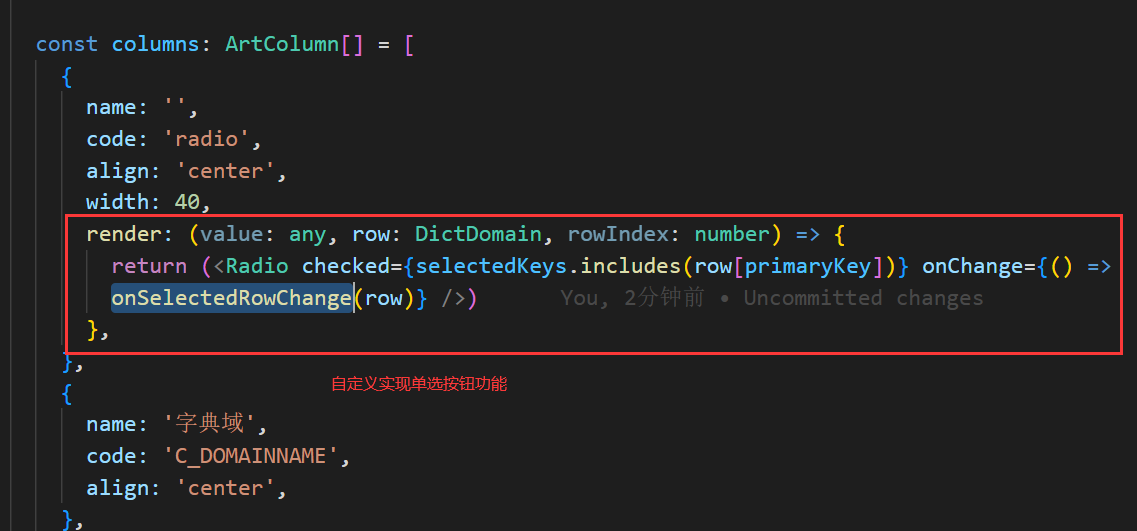 const columns: ArtColumn[] = [
{
name: '',
code: 'radio',
align: 'center',
width: 40,
render: (value: any, row: DictDomain, rowIndex: number) => {
return (<Radio checked={selectedKeys.includes(row[primaryKey])} onChange={() =>
onSelectedRowChange(row)} />) You, 2分钟前 • Uncommitted changes
},
},
自定义实现单选按钮功能
{
name: '字典域',
code: 'C_DOMAINNAME',
align: 'center',
},